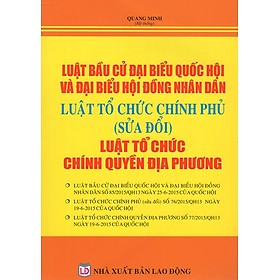 QUANG MINH
(Hệ thống)
LUẬT BẦU CỬ ĐẠI BIỂU QUỐC HỘI
VÀ ĐẠI BIỂU HỘI ĐỒNG NHÂN DÂN
LUẬT TỔ CHỨC CHÍNH PHỦ
(SỬA ĐỔI)
LUẬT TỔ CHỨC
CHÍNH QUYỀN ĐỊA PHƯƠNG
LUẬT BẦU CỬ ĐẠI BIỂU QUỐC HỘI VÀ ĐẠI BIỂU HỘI ĐỒNG
NHÂN DÂN SỐ 85/2015/QH13 NGÀY 25-6-2015 CỦA QUỐC HỘI
LUẬT TỔ CHỨC CHÍNH PHỦ (sửa đổi) SỐ 76/2015/QH13 NGÀY
19-6-2015 CỦA QUỐC HỘI
LUẬT TỔ CHỨC CHÍNH QUYỀN ĐỊA PHƯƠNG SỐ 77/2015/QH13
NGÀY 19-6-2015 CỦA QUỐC HỘI
NHÀ XUẤT BẢN LAO ĐỘNG